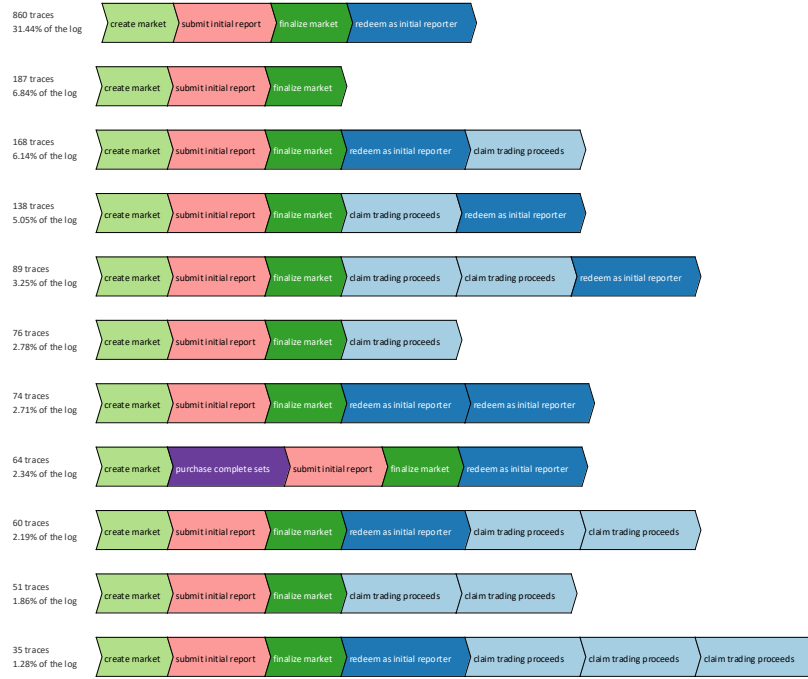 860 traces
31.44% of the log
create market submit initial report finalize market redeem as initial reporter
187 traces
6.84% of the log
create market submit initial report finalize market
168 traces
6.14% of the log
create market submit initial report finalize market redeem as initial reporter claim trading proceeds
138 traces
5.05% of the log
create market submit initial report finalize market claim trading proceeds redeem as initial reporter
89 traces
3.25% of the log
create market submit initial report finalize market claim trading proceeds claim trading proceeds redeem as initial reporter
76 traces
2.78% of the log
create market submit initial report finalize market claim trading proceeds
74 traces
2.71% of the log
create market submit initial report finalize market redeem as initial reporter redeem as initial reporter
64 traces
2.34% of the log
create market purchase complete sets submit initial report finalize market redeem as initial reporter
60 traces
2.19% of the log
create market submit initial report finalize market redeem as initial reporter claim trading proceeds claim trading proceeds
51 traces
1.86% of the log
create market submit initial report finalize market claim trading proceeds claim trading proceeds
35 traces
1.28% of the log
create market submit initial report finalize market redeem as initial reporter claim trading proceeds claim trading proceeds claim trading proceeds